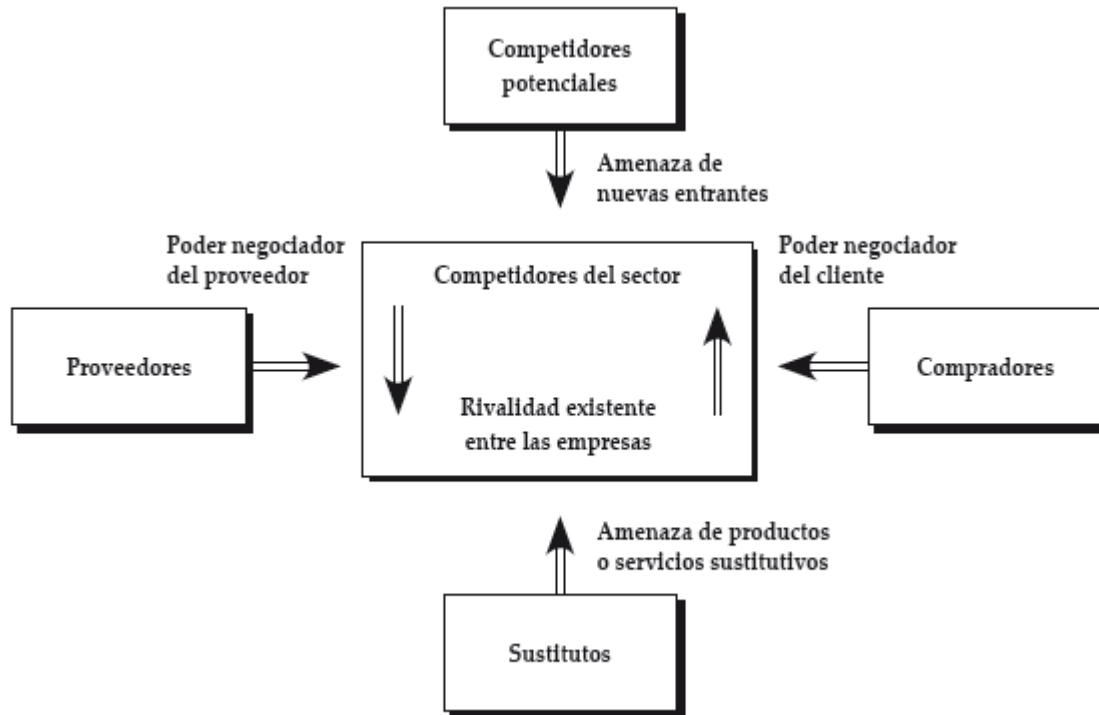 Competidores
potenciales
Amenaza de
nuevas entrantes
Poder negociador
del proveedor
Competidores del sector
Poder negociador
del cliente
Proveedores
Compradores
Rivalidad existente
entre las empresas
Amenaza de productos
o servicios sustitutivos
Sustitutos